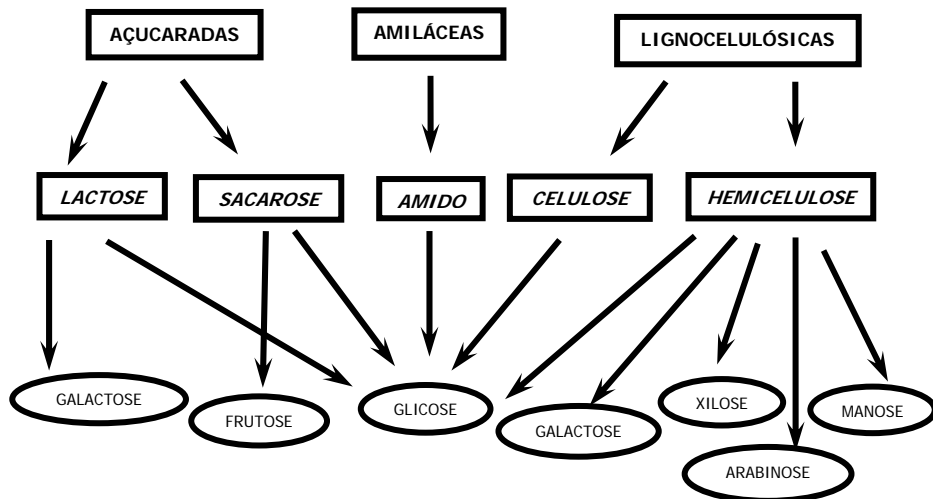 AÇUCARADAS
AMILÁCEAS
LIGNOCELULÓSICAS
LACTOSE
SACAROSE
AMIDO
CELULOSE
HEMICELULOSE
GALACTOSE
FRUTOSE
GLICOSE
GALACTOSE
XILOSE
MANOSE
ARABINOSE